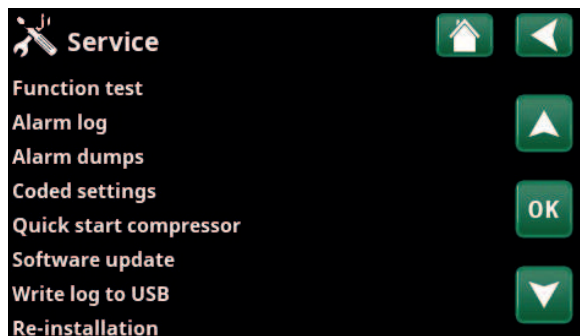 Service
Function test
Alarm log
Alarm dumps
Coded settings
OK
Quick start compressor
Software update
Write log to USB
Re-installation